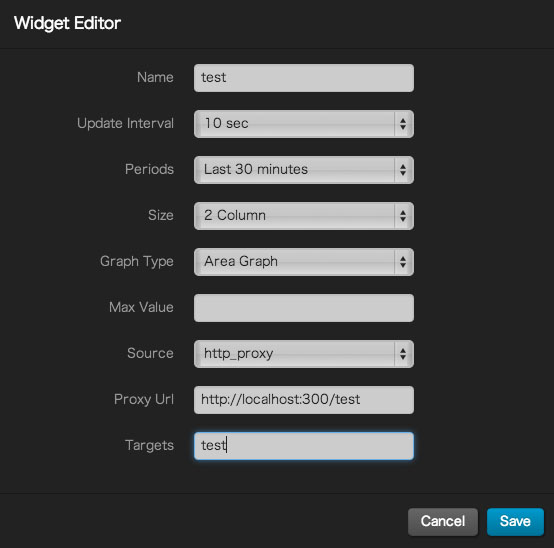 Widget Editor
Name test
Update Interval 10 sec
Periods Last 30 minutes
Size 2 Column
Graph Type Area Graph
Max Value
Source http_proxy
Proxy Url http://localhost:300/test
Targets test
Cancel Save